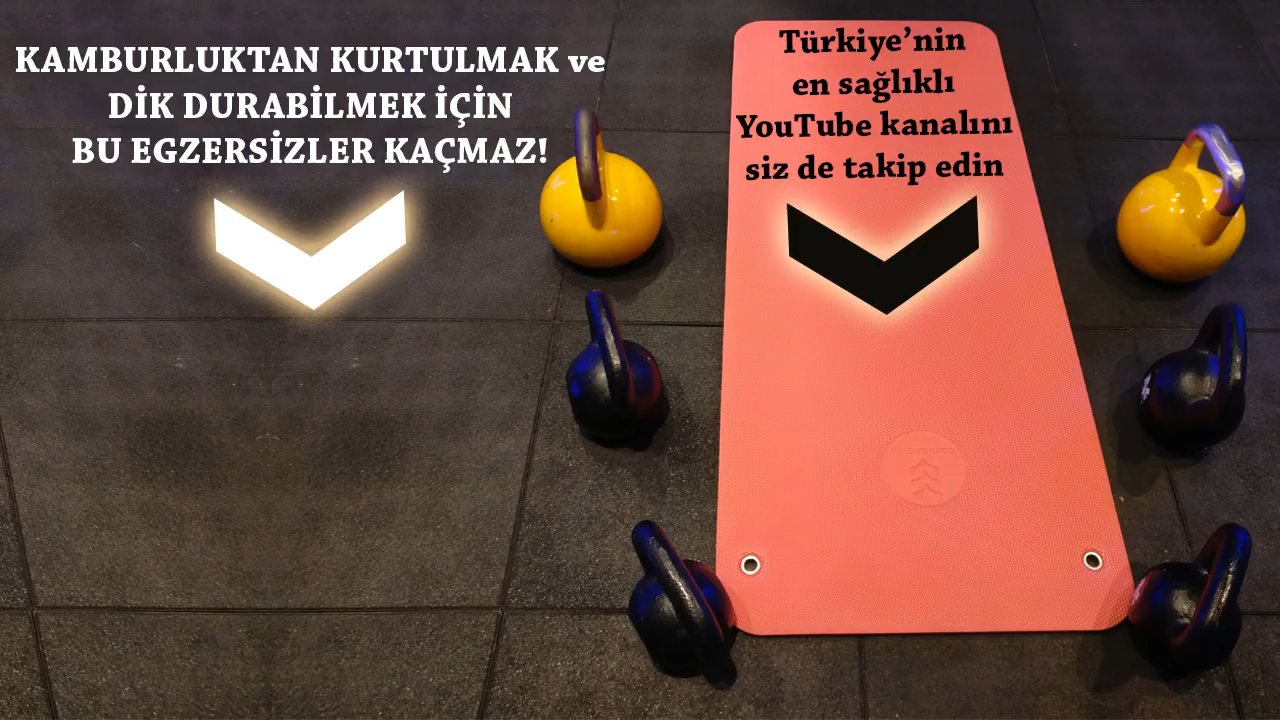 KAMBURLUKTAN KURTULMAK ve
DİK DURABİLMEK İÇİN
BU EGZERSİZLER KAÇMAZ!
Türkiye’nin
en sağlıklı
YouTube kanalını
siz de takip edin